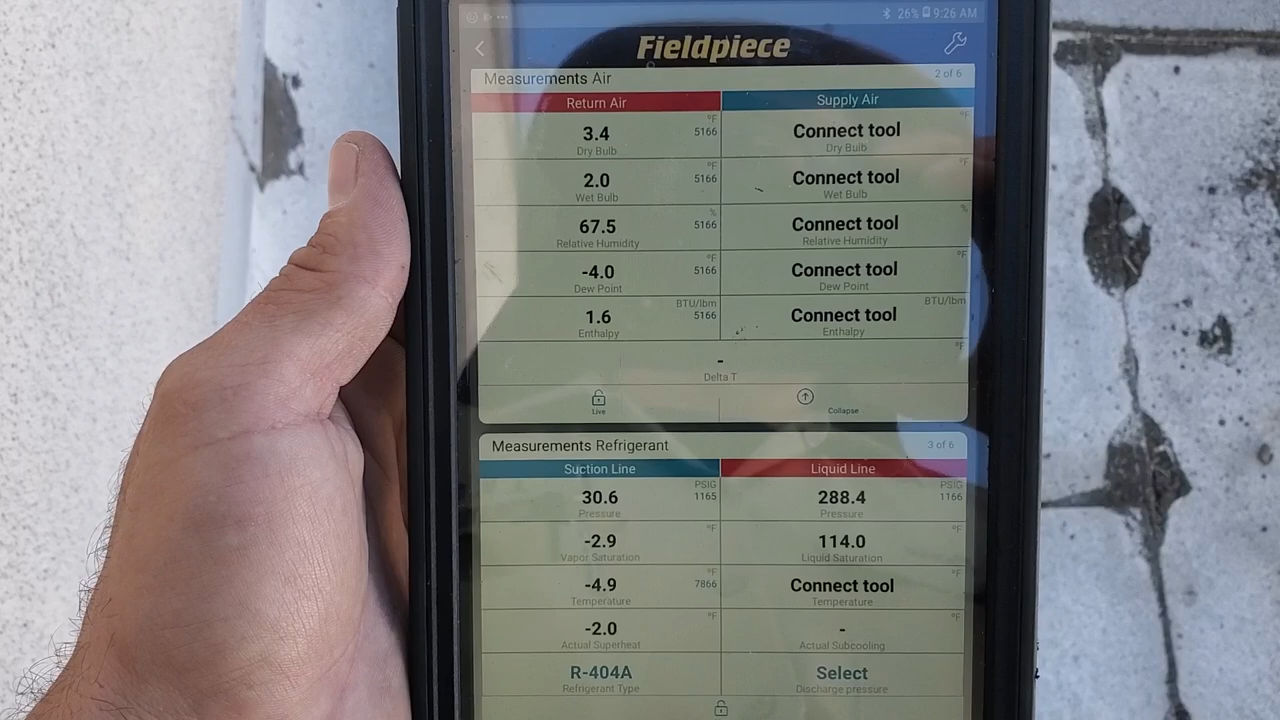 26% 9:26 AM
Fieldpiece
Measurements Air 2 of 6
Return Air Supply Air
°F °F
3.4 5166 Connect tool
Dry Bulb Dry Bulb
°F °F
2.0 5166 Connect tool
Wet Bulb Wet Bulb
% %
67.5 5166 Connect tool
Relative Humidity Relative Humidity
°F °F
-4.0 5166 Connect tool
Dew Point Dew Point
BTU/lbm BTU/lbm
1.6 5166 Connect tool
Enthalpy Enthalpy
- °F
Delta T
Live Collapse
Measurements Refrigerant 3 of 6
Suction Line Liquid Line
PSIG PSIG
30.6 1165 288.4 1166
Pressure Pressure
°F °F
-2.9 114.0
Vapor Saturation Liquid Saturation
°F °F
-4.9 7866 Connect tool
Temperature Temperature
°F °F
-2.0 -
Actual Superheat Actual Subcooling
R-404A Select
Refrigerant Type Discharge pressure